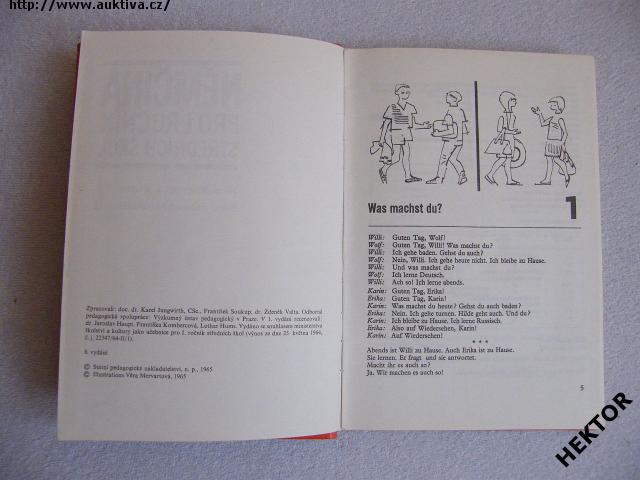 http://www.auktiva.cz/
Zpracovali: doc. dr. Karel Jungwirth, CSc., František Soukup, dr. Zdeněk Vašta. Odborná
pedagogická spolupráce: Výzkumný ústav pedagogický v Praze. V 1. vydání recenzovali:
dr. Jaroslav Haupt, Františka Kombercová, Lothar Hums. Vydáno se souhlasem ministerstva
školství a kultury jako učebnice pro I. ročník středních škol (výnos ze dne 25. května 1964,
č. j. 22347/64-II/1).
8. vydání
© Státní pedagogické nakladatelství, n. p., 1965
© Illustrations Věra Mervartová, 1965
Was machst du? 1
Willi: Guten Tag, Wolf!
Wolf: Guten Tag, Willi! Was machst du?
Willi: Ich gehe baden. Gehst du auch?
Wolf: Nein, Willi. Ich gehe heute nicht. Ich bleibe zu Hause.
Willi: Und was machst du?
Wolf: Ich lerne Deutsch.
Willi: Ach so! Ich lerne abends.
Karin: Guten Tag, Erika!
Erika: Guten Tag, Karin!
Karin: Was machst du heute? Gehst du auch baden?
Erika: Nein. Ich gehe turnen. Hilde geht auch. Und du?
Karin: Ich bleibe zu Hause. Ich lerne Russisch.
Erika: Also auf Wiedersehen, Karin!
Karin: Auf Wiedersehen!
* * *
Abends ist Willi zu Hause. Auch Erika ist zu Hause.
Sie lernen. Er fragt und sie antwortet.
Macht ihr es auch so?
Ja. Wir machen es auch so!
5
HEKTOR